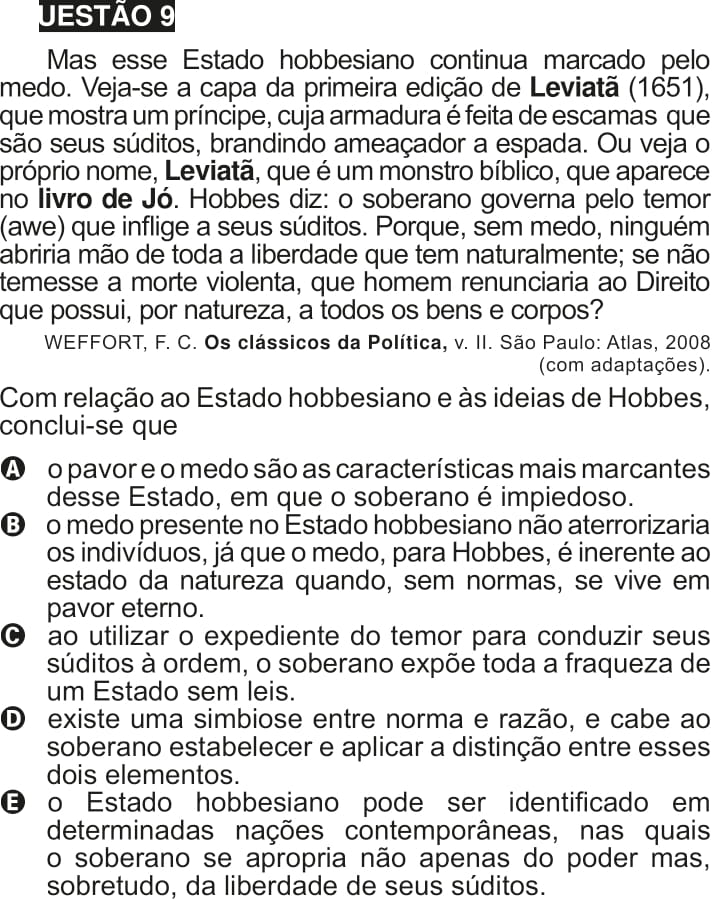 UESTÃO 9
Mas esse Estado hobbesiano continua marcado pelo
medo. Veja-se a capa da primeira edição de Leviatã (1651),
que mostra um príncipe, cuja armadura é feita de escamas que
são seus súditos, brandindo ameaçador a espada. Ou veja o
próprio nome, Leviatã, que é um monstro bíblico, que aparece
no livro de Jó. Hobbes diz: o soberano governa pelo temor
(awe) que inflige a seus súditos. Porque, sem medo, ninguém
abriria mão de toda a liberdade que tem naturalmente; se não
temesse a morte violenta, que homem renunciaria ao Direito
que possui, por natureza, a todos os bens e corpos?
WEFFORT, F. C. Os clássicos da Política, v. II. São Paulo: Atlas, 2008
(com adaptações).
Com relação ao Estado hobbesiano e às ideias de Hobbes,
conclui-se que
A o pavor e o medo são as características mais marcantes
desse Estado, em que o soberano é impiedoso.
B o medo presente no Estado hobbesiano não aterrorizaria
os indivíduos, já que o medo, para Hobbes, é inerente ao
estado da natureza quando, sem normas, se vive em
pavor eterno.
C ao utilizar o expediente do temor para conduzir seus
súditos à ordem, o soberano expõe toda a fraqueza de
um Estado sem leis.
D existe uma simbiose entre norma e razão, e cabe ao
soberano estabelecer e aplicar a distinção entre esses
dois elementos.
E o Estado hobbesiano pode ser identificado em
determinadas nações contemporâneas, nas quais
o soberano se apropria não apenas do poder mas,
sobretudo, da liberdade de seus súditos.